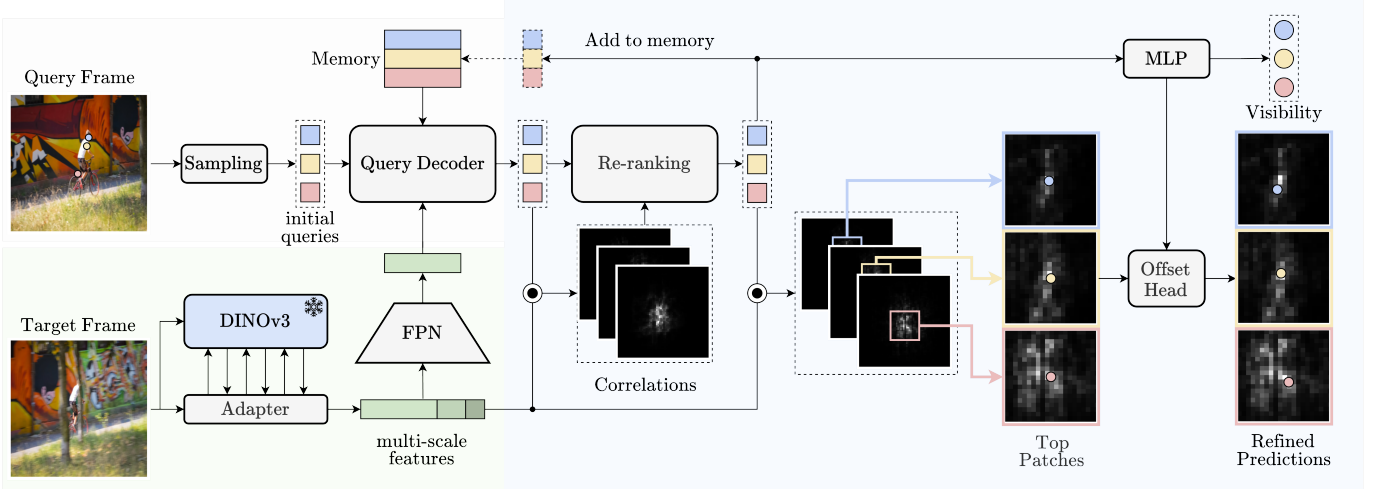 Query Frame
Sampling
initial
queries
Memory
Query Decoder
Add to memory
Re-ranking
MLP
Visibility
Target Frame
DINOv3
Adapter
FPN
multi-scale
features
Correlations
Top
Patches
Offset
Head
Refined
Predictions